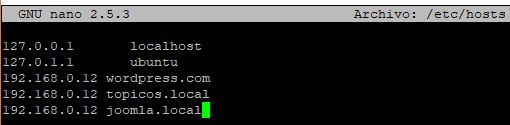 GNU nano 2.5.3 Archivo: /etc/hosts
127.0.0.1 localhost
127.0.1.1 ubuntu
192.168.0.12 wordpress.com
192.168.0.12 topicos.local
192.168.0.12 joomla.local